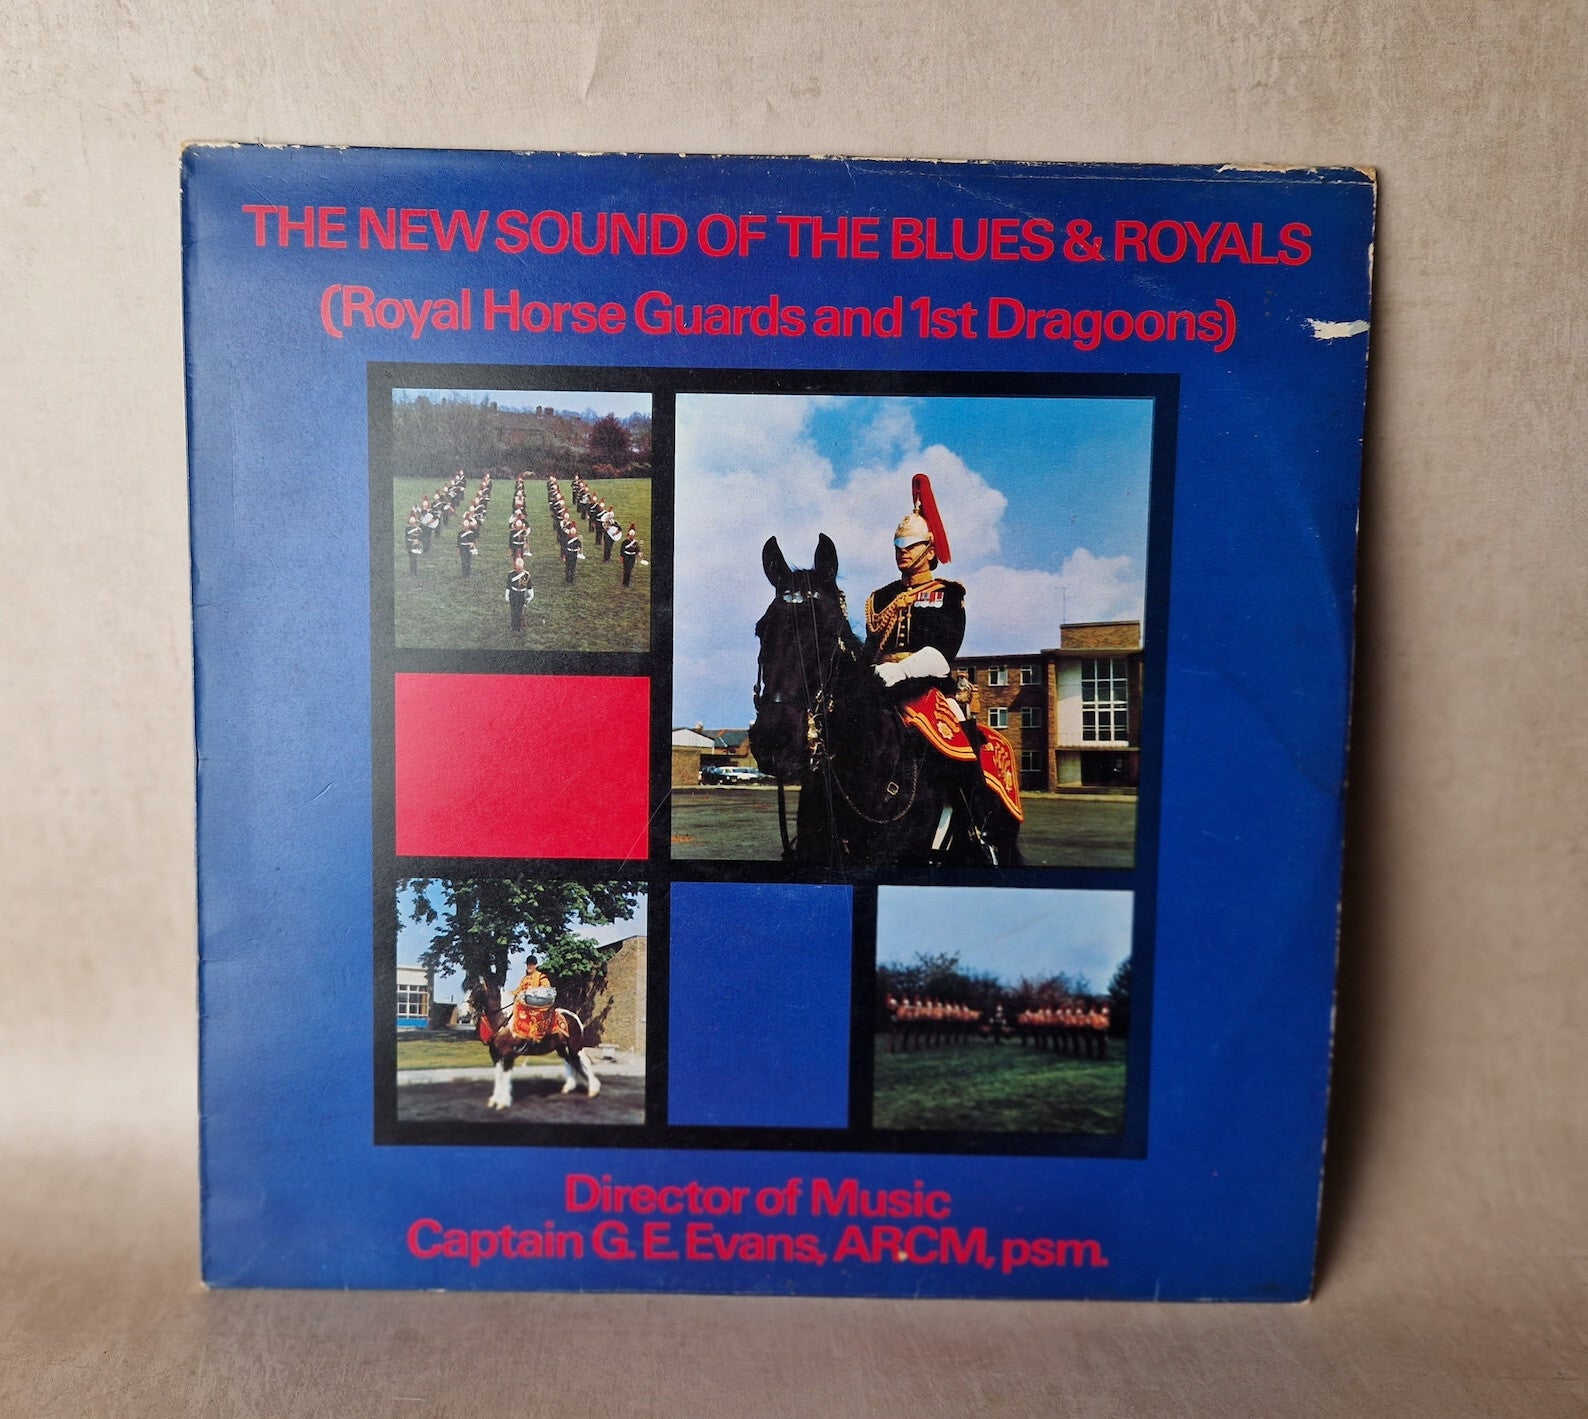 THE NEW SOUND OF THE BLUES & ROYALS
(Royal Horse Guards and 1st Dragoons)
Director of Music
Captain G.E. Evans, ARCM, psm.